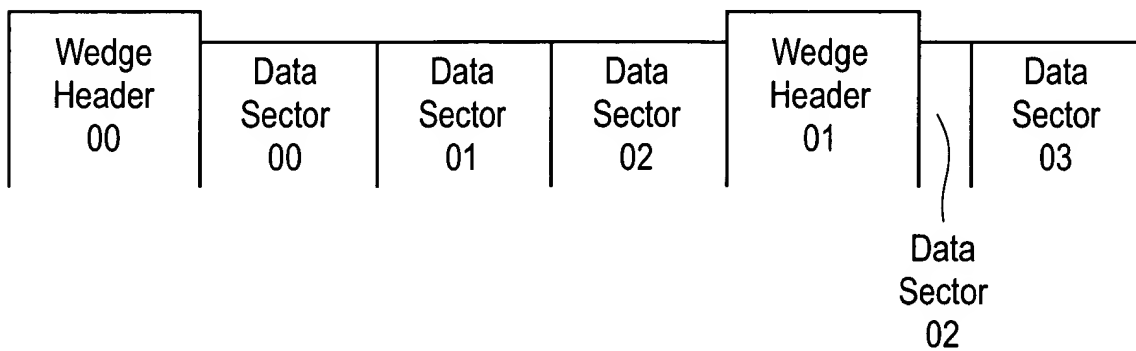 Wedge
Header
00
Data
Sector
00
Data
Sector
01
Data
Sector
02
Wedge
Header
01
Data
Sector
02
Data
Sector
03